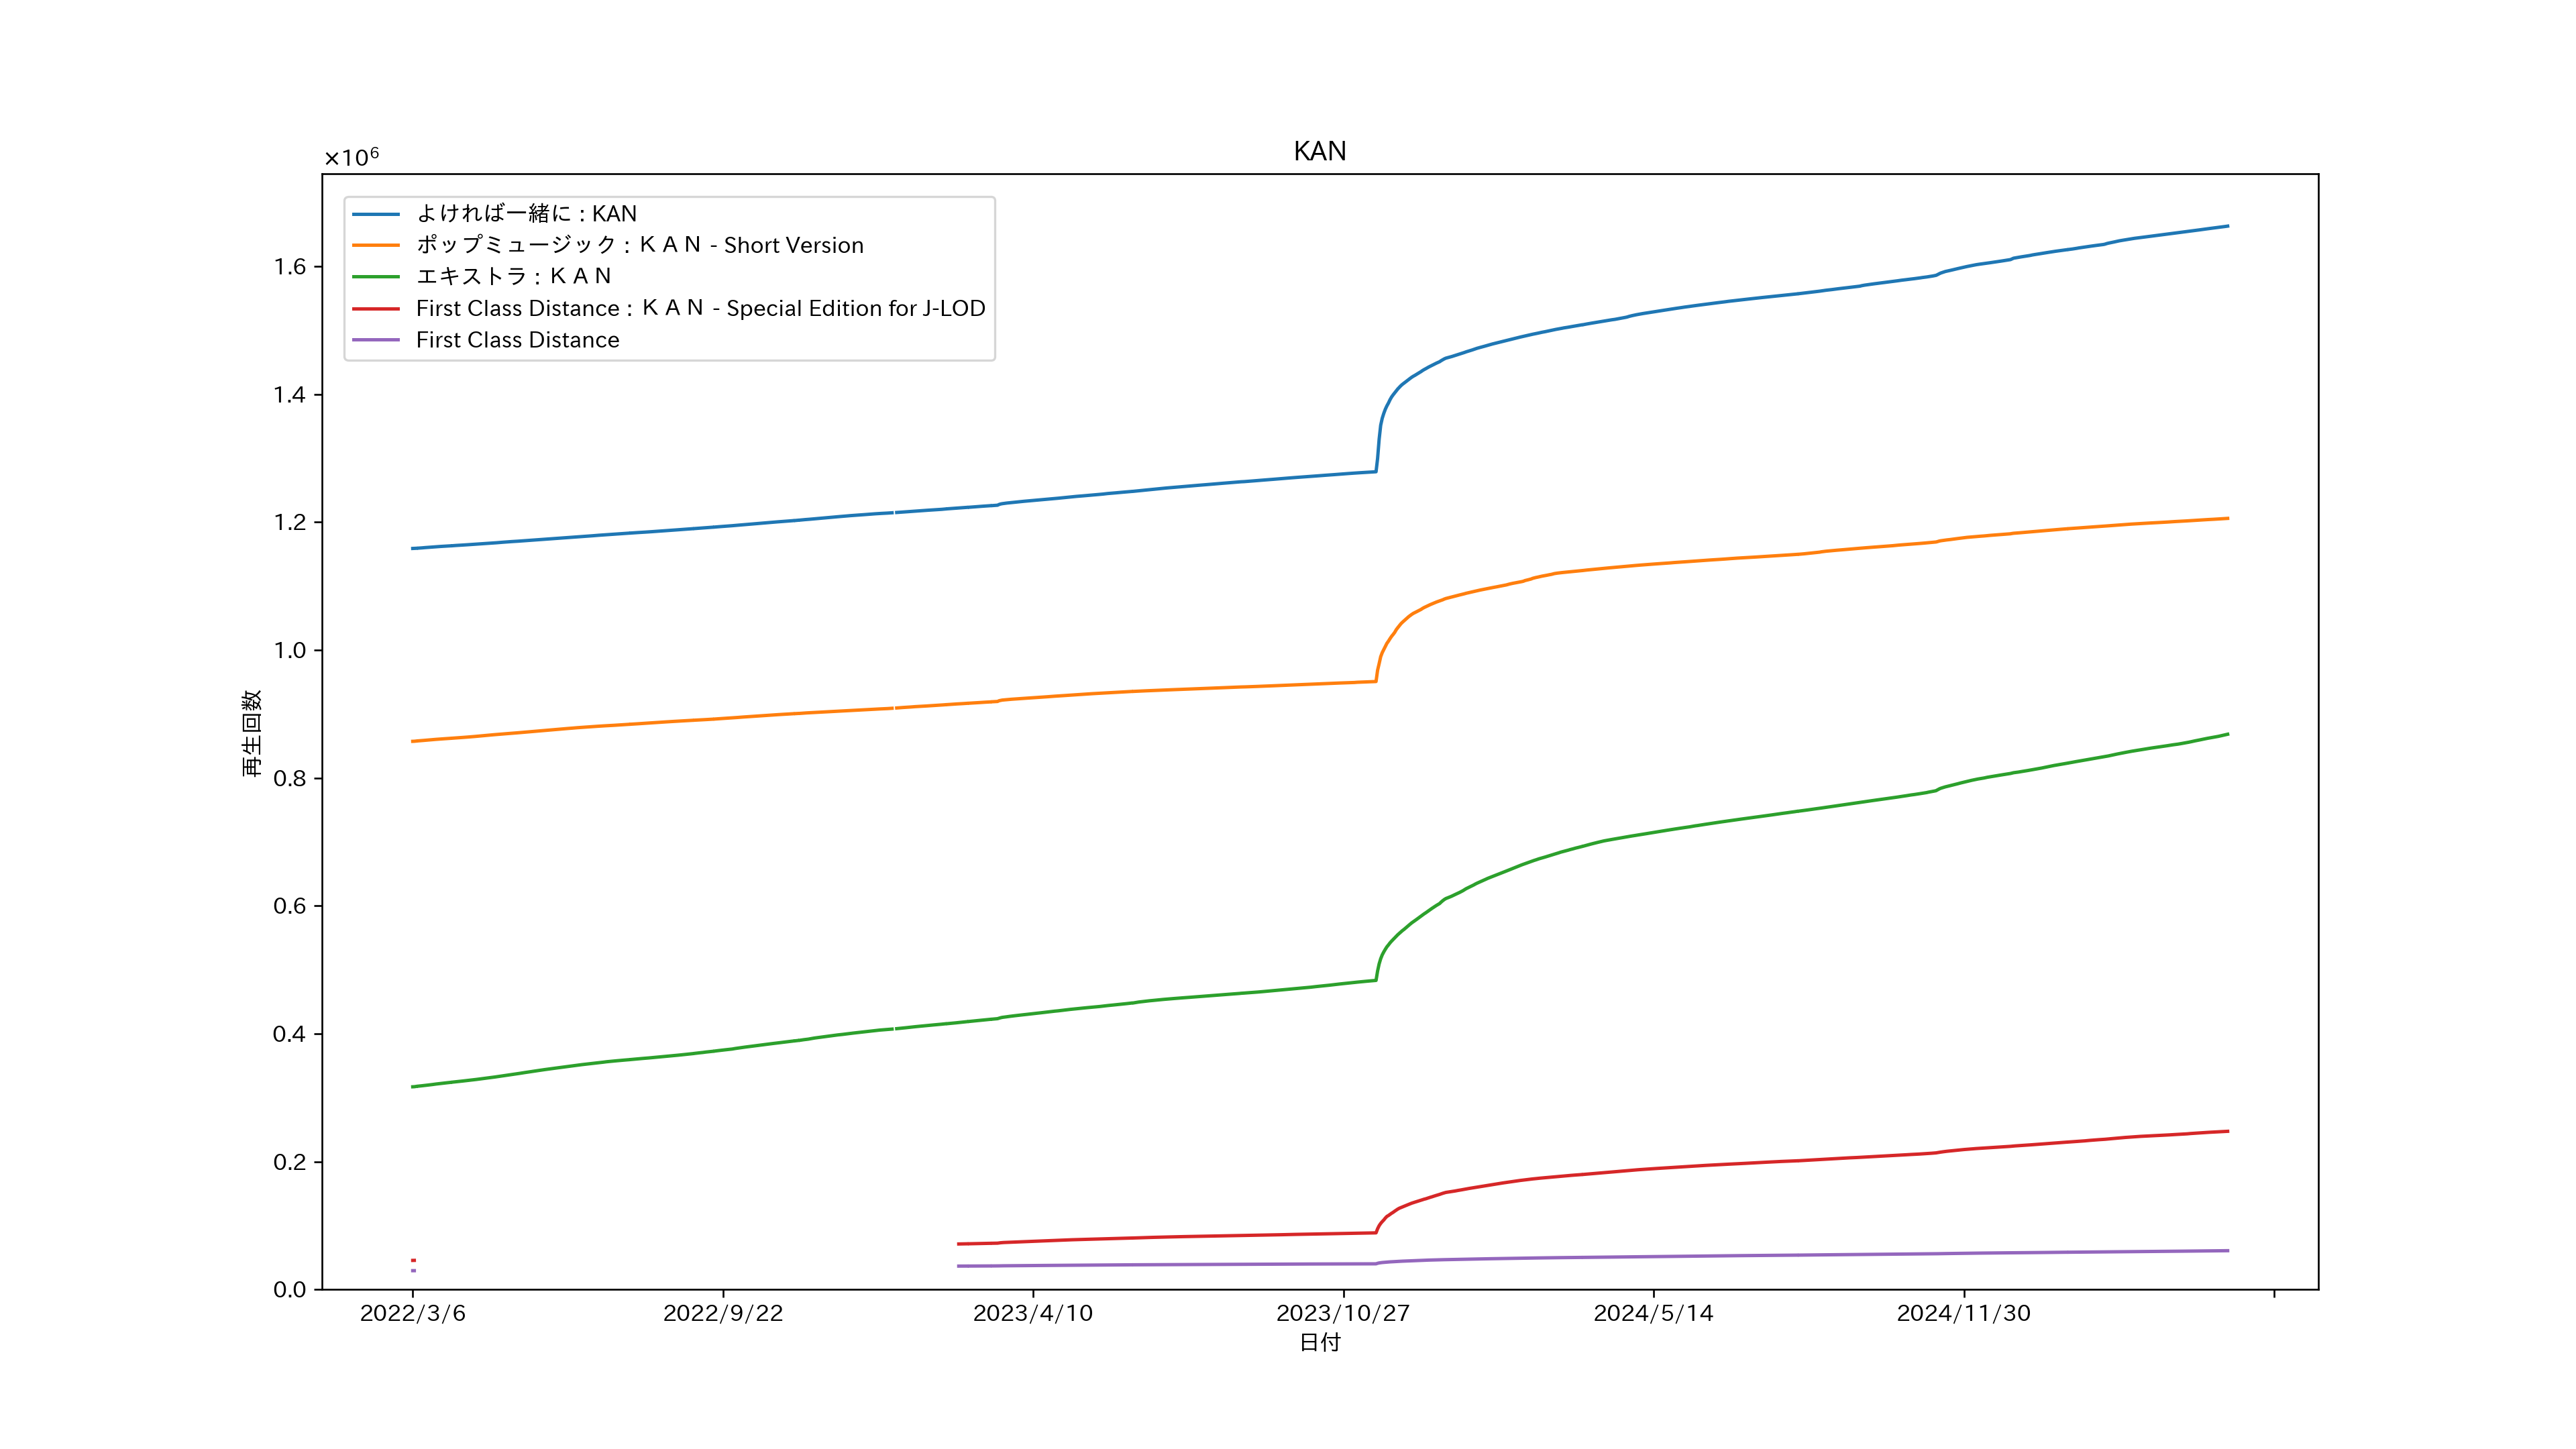 KAN
×10⁶
よければ一緒に : KAN
ポップミュージック : ＫＡＮ - Short Version
エキストラ : ＫＡＮ
First Class Distance : ＫＡＮ - Special Edition for J-LOD
First Class Distance
1.6
1.4
1.2
1.0
0.8
0.6
0.4
0.2
0.0
再生回数
2022/3/6
2022/9/22
2023/4/10
2023/10/27
2024/5/14
2024/11/30
日付